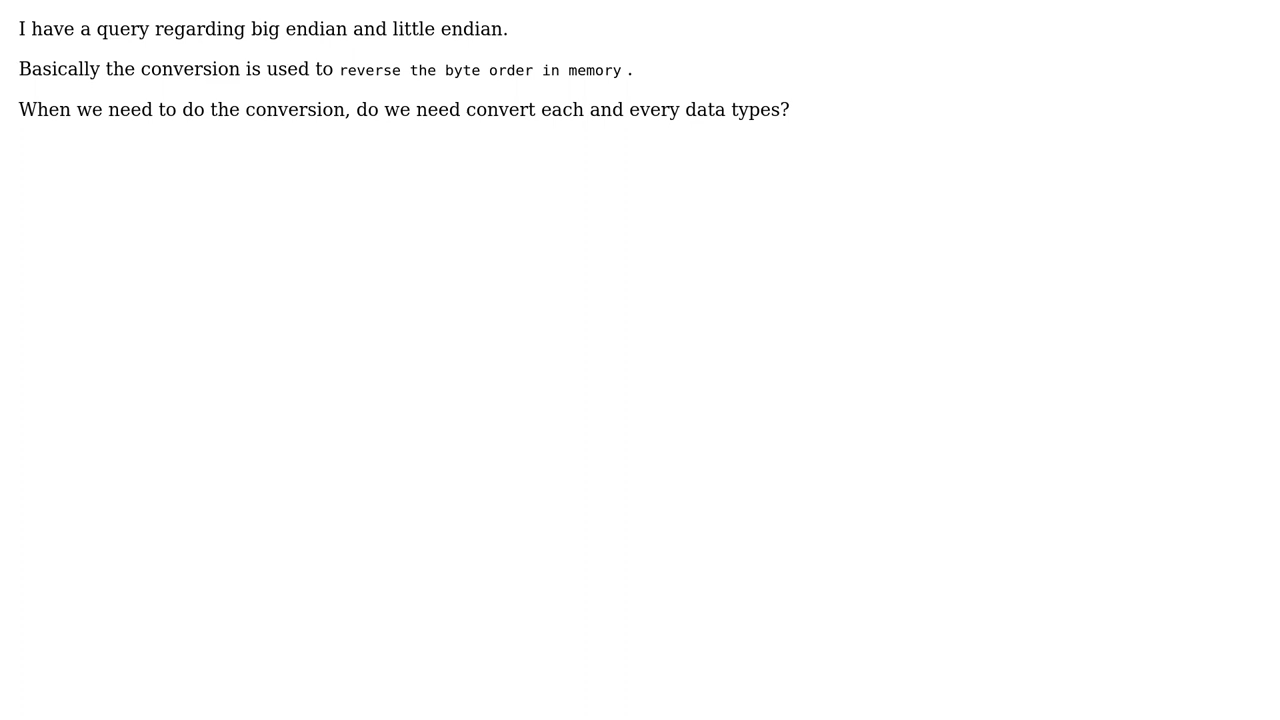 I have a query regarding big endian and little endian.
Basically the conversion is used to reverse the byte order in memory .
When we need to do the conversion, do we need convert each and every data types?